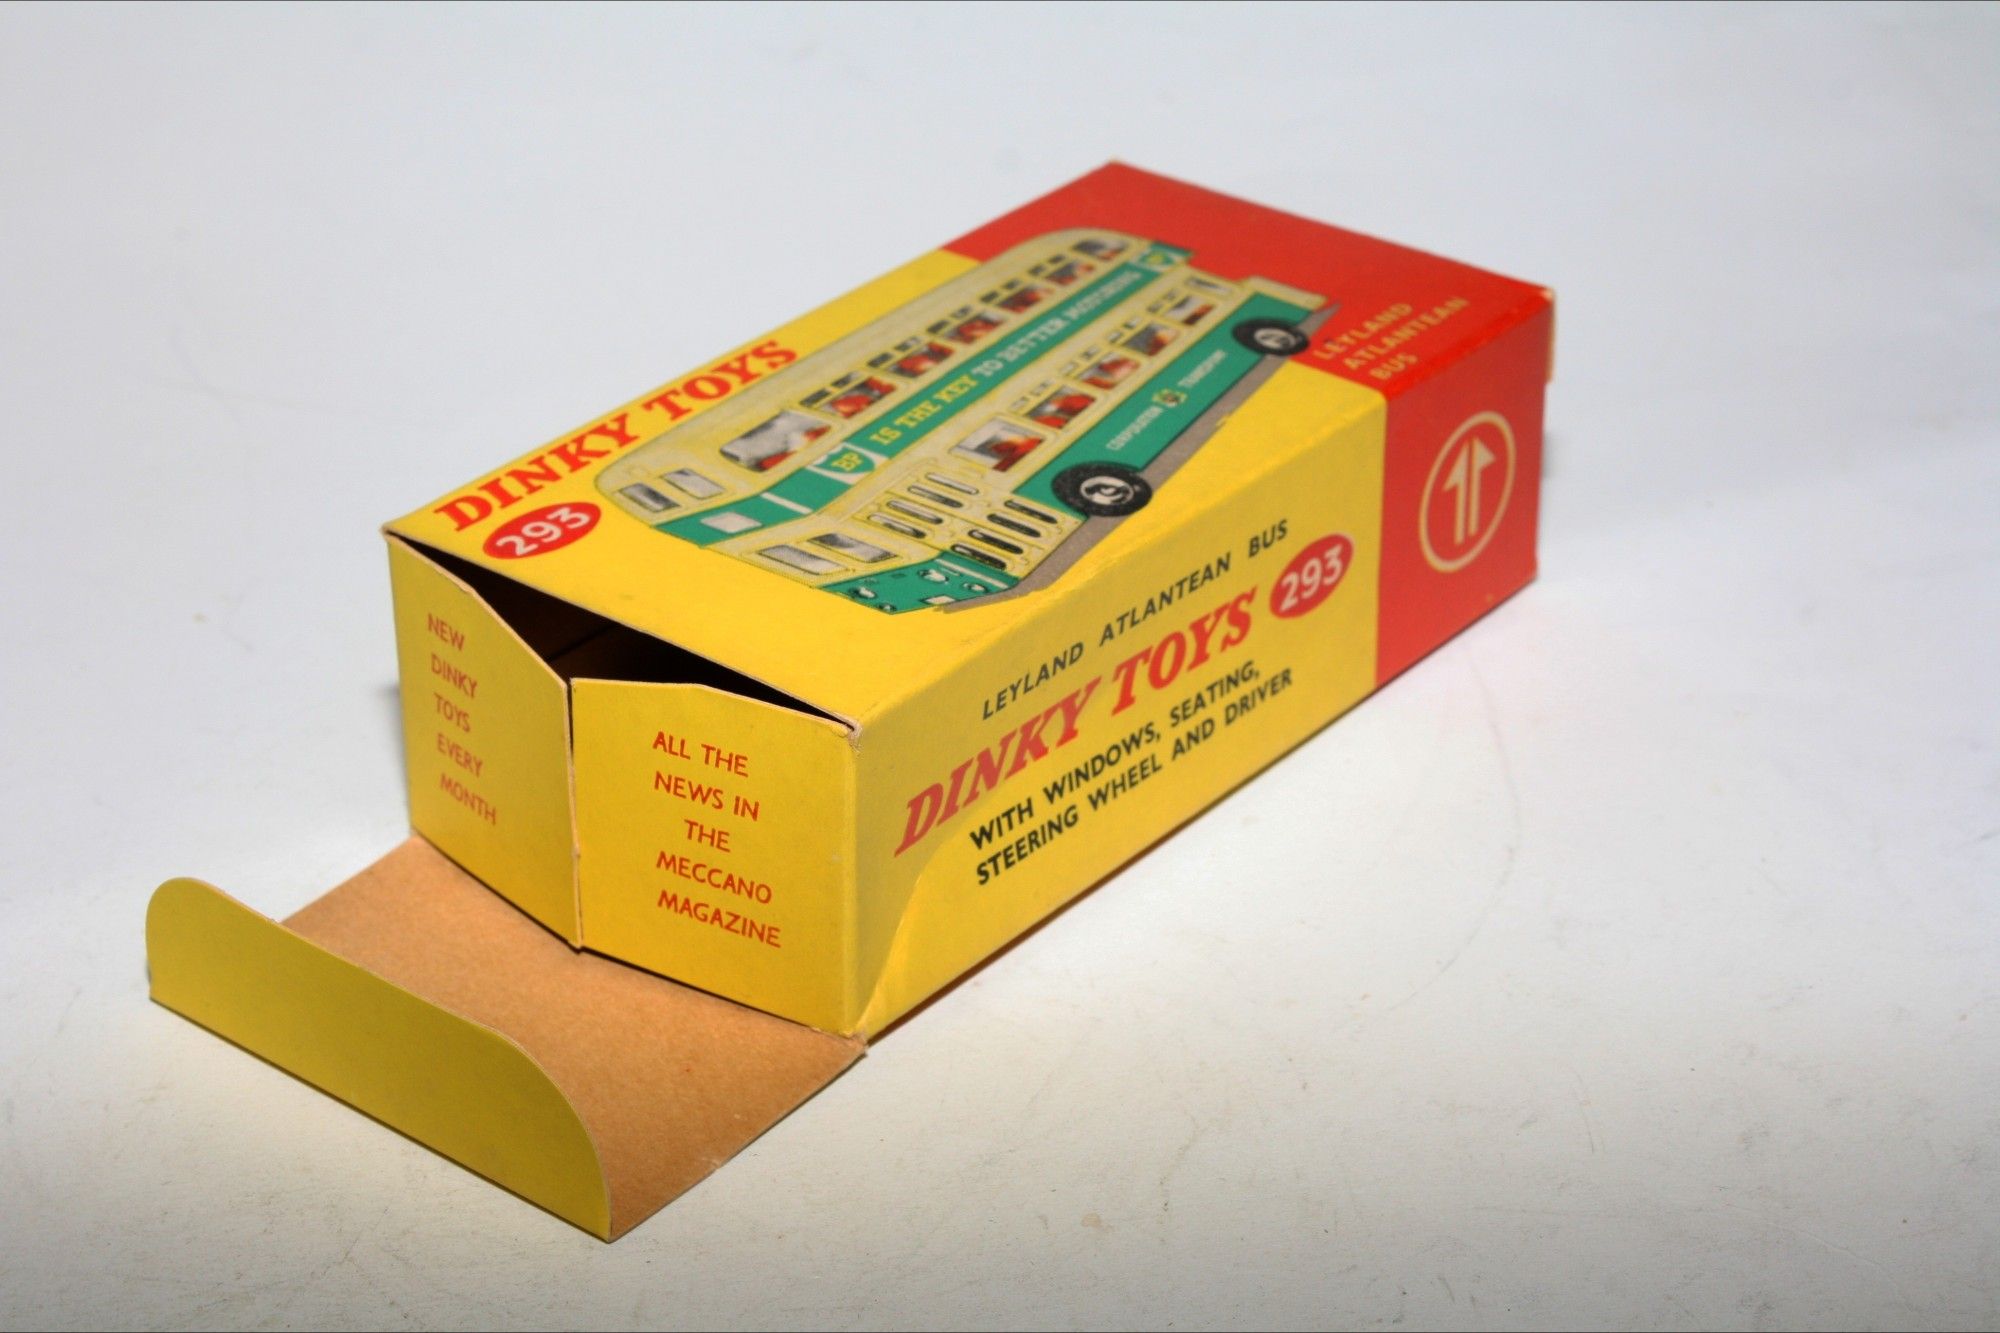 DINKY TOYS
293
BP
IS THE KEY TO BETTER MOTORING
BP
CORPORATION TRANSPORT
LEYLAND
ATLANTEAN
BUS
LEYLAND ATLANTEAN BUS
DINKY TOYS 293
WITH WINDOWS, SEATING,
STEERING WHEEL AND DRIVER
NEW
DINKY
TOYS
EVERY
MONTH
ALL THE
NEWS IN
THE
MECCANO
MAGAZINE